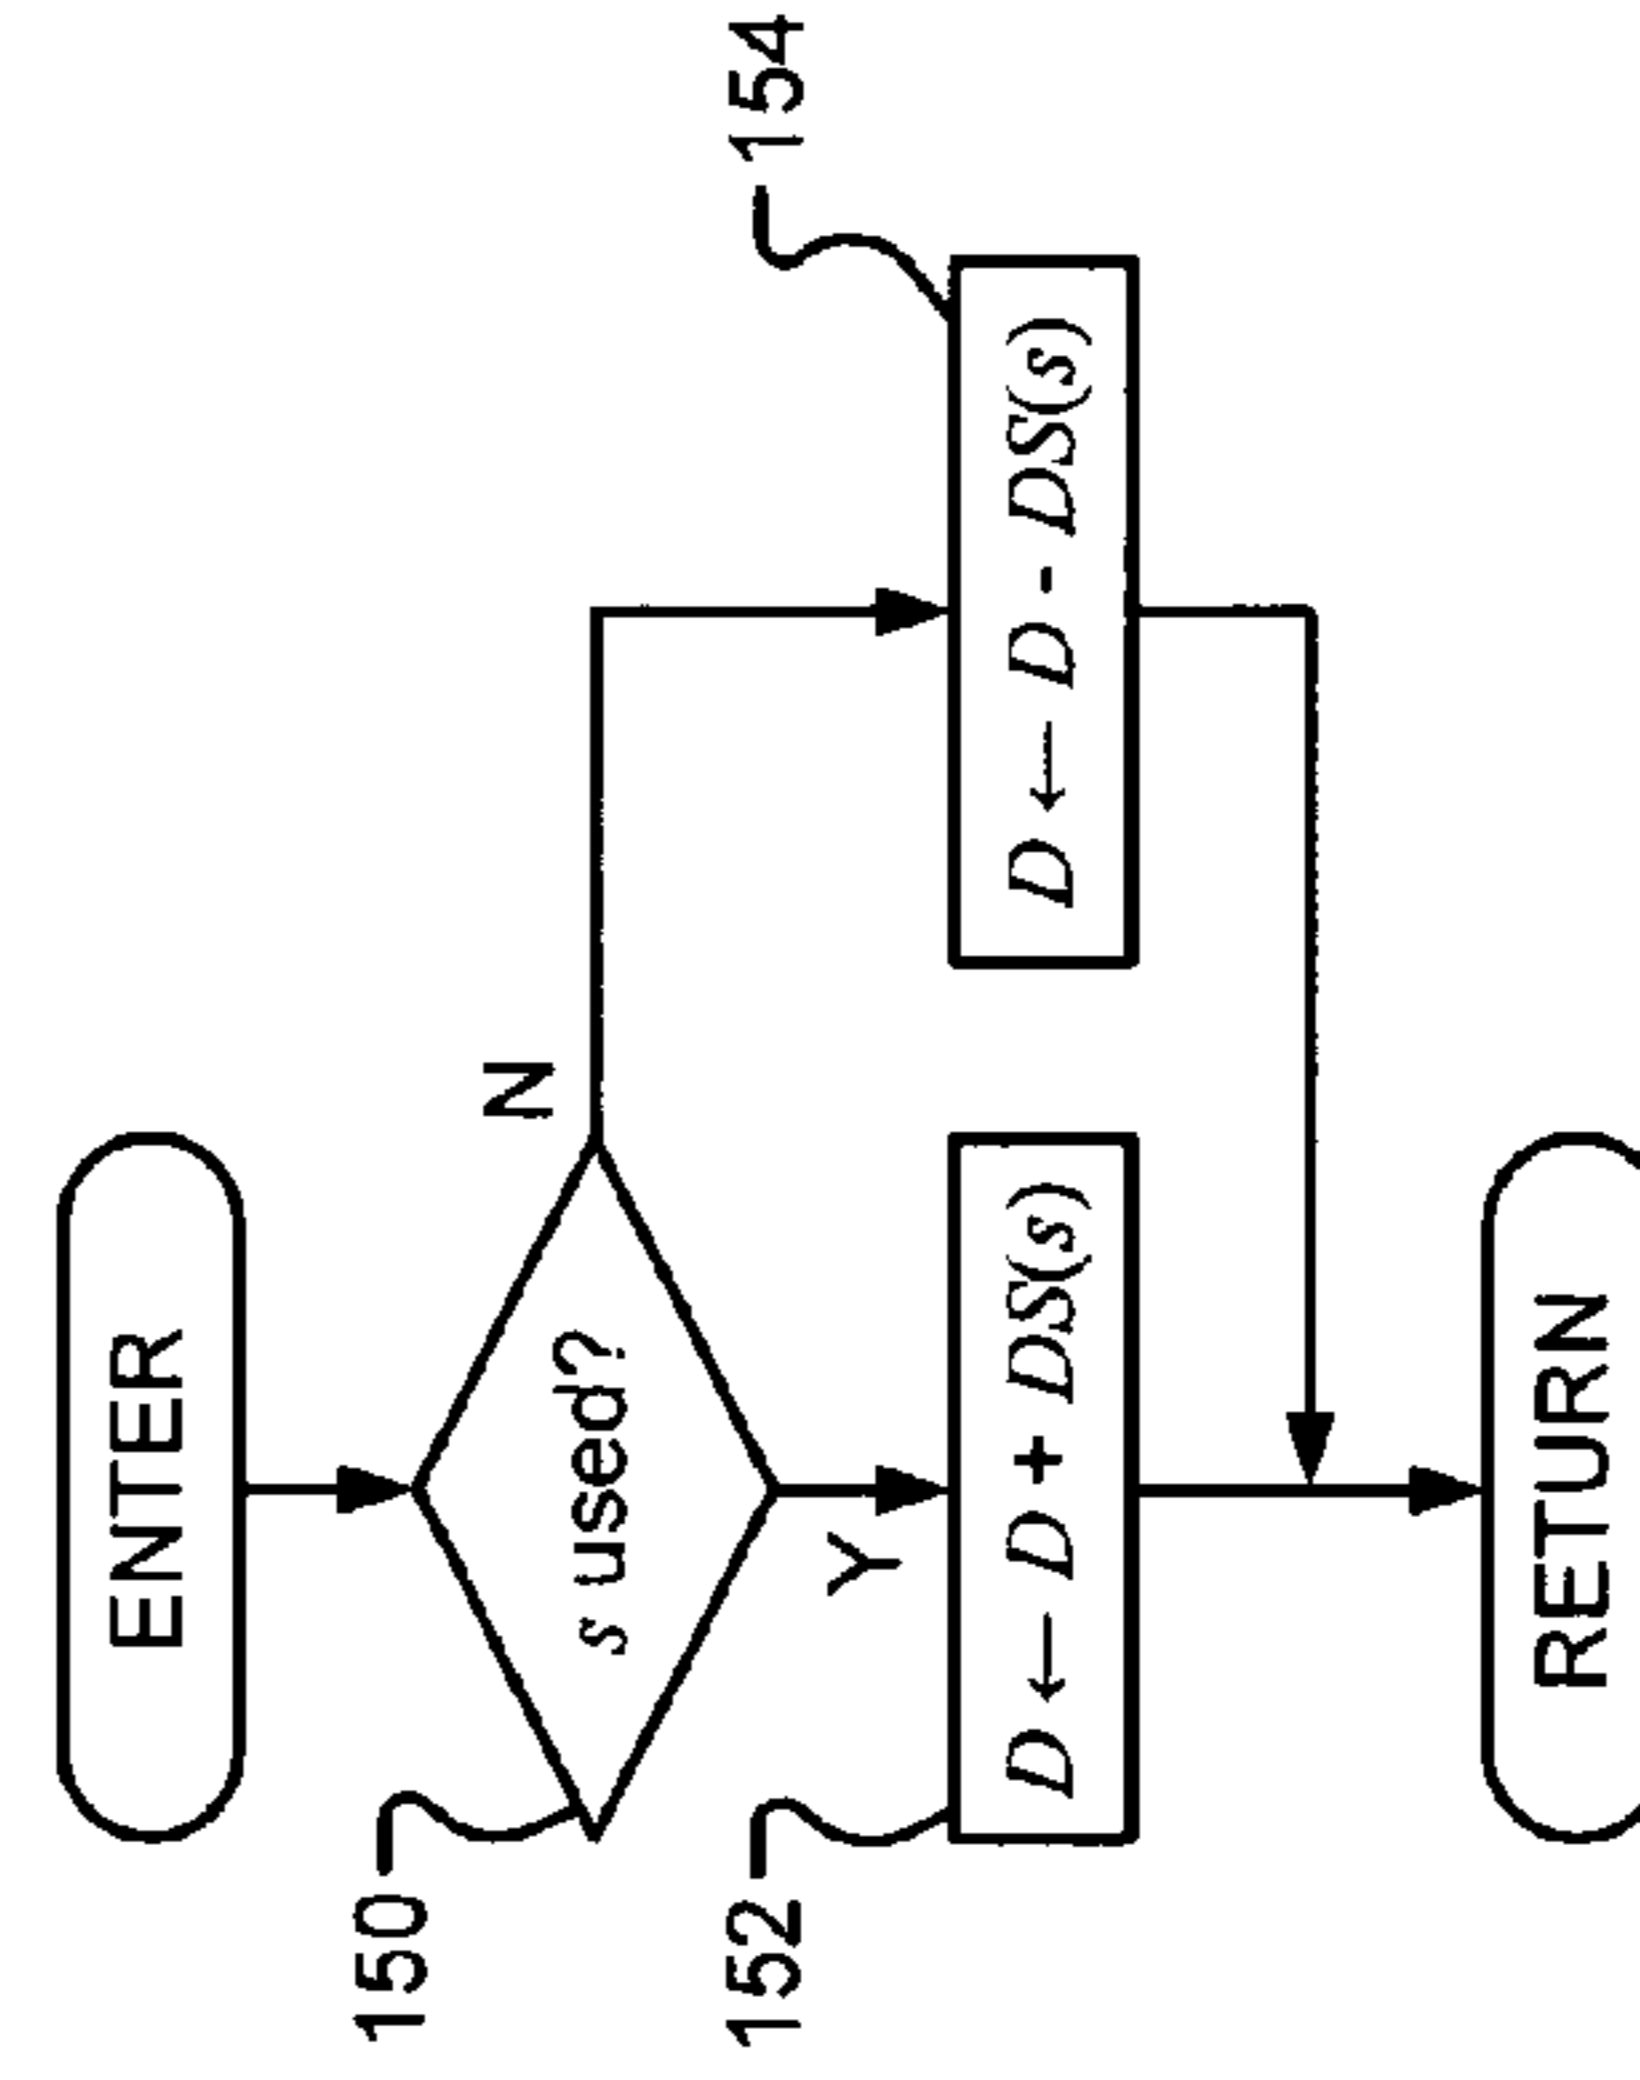 ENTER
150
s used?
N
Y
152
D ← D + DS(s)
154
D ← D - DS(s)
RETURN